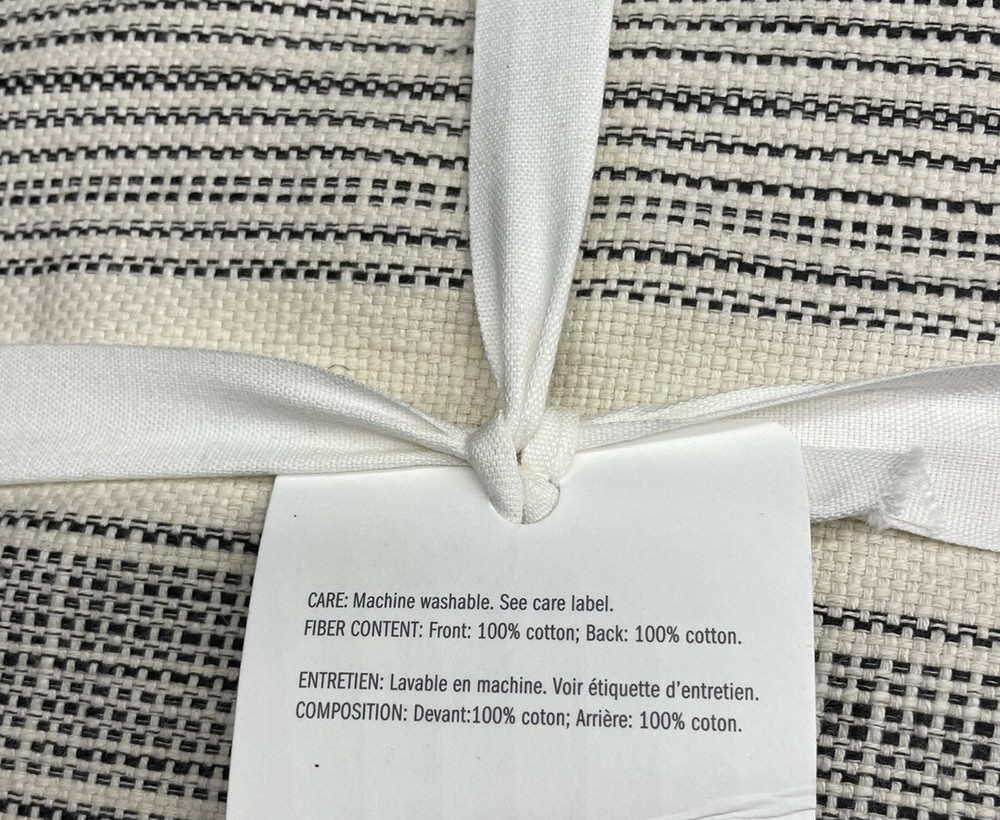 CARE: Machine washable. See care label.
FIBER CONTENT: Front: 100% cotton; Back: 100% cotton.
ENTRETIEN: Lavable en machine. Voir étiquette d'entretien.
COMPOSITION: Devant:100% coton; Arrière: 100% coton.